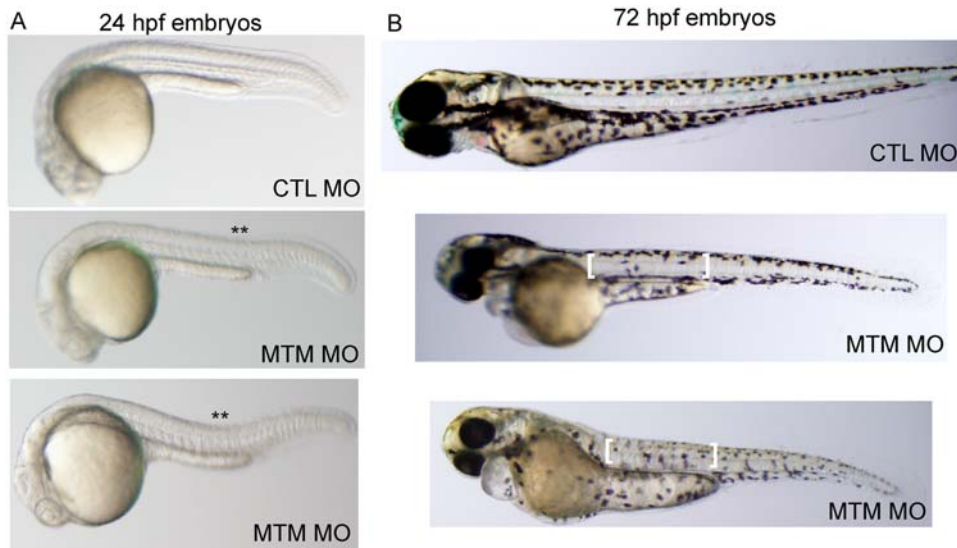 A
24 hpf embryos
CTL MO
**
MTM MO
**
MTM MO
B
72 hpf embryos
CTL MO
[ ]
MTM MO
[ ]
MTM MO